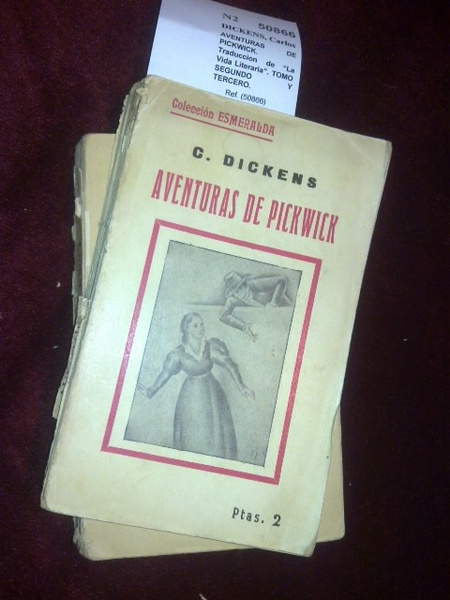 N2 50866
DICKENS, Carlos
AVENTURAS DE
PICKWICK.
Traduccion de "La
Vida Literaria". TOMO
SEGUNDO Y
TERCERO.
Ref. (50866)
Colección ESMERALDA
C. DICKENS
AVENTURAS DE PICKWICK
Ptas. 2